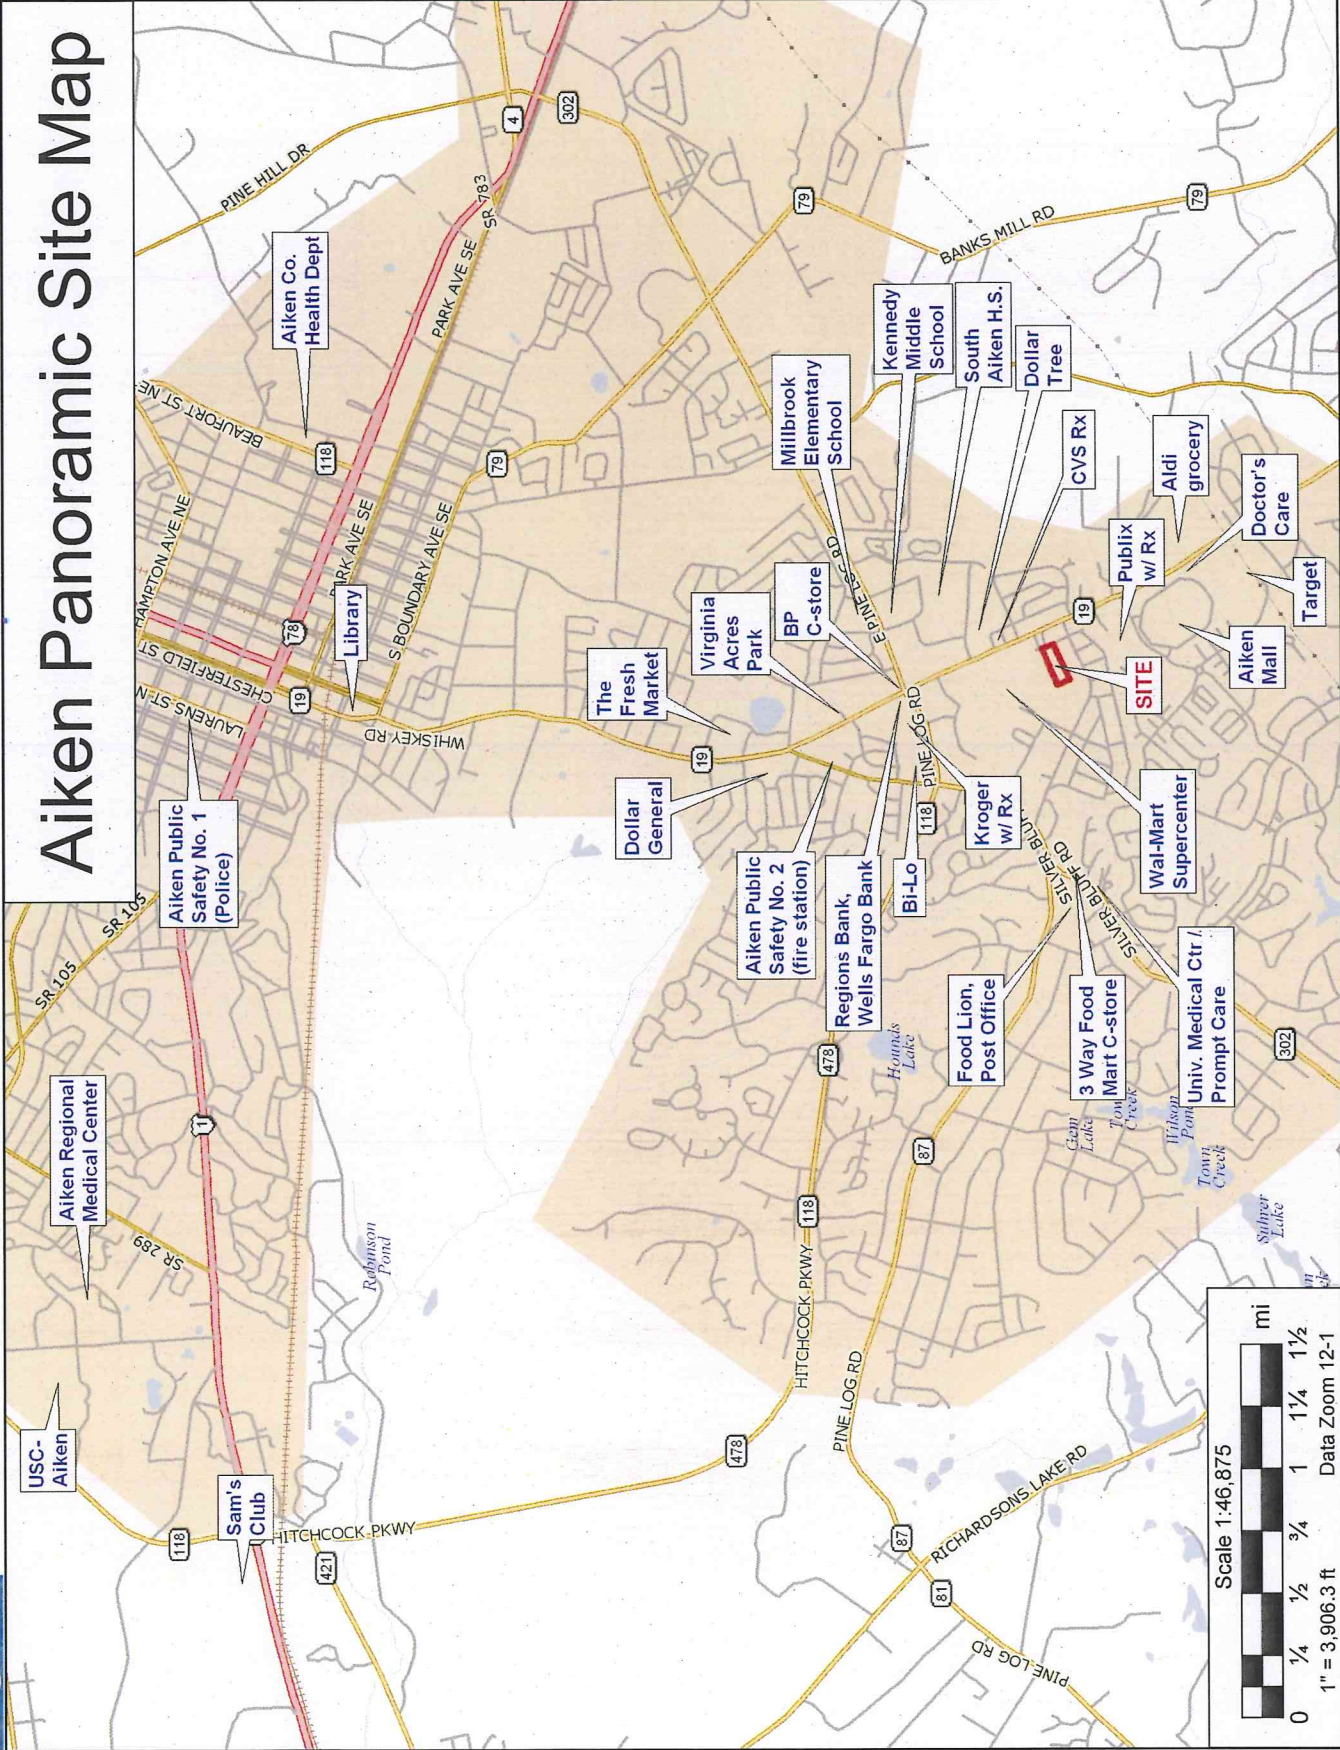 Aiken Panoramic Site Map
USC-
Aiken
Aiken Regional
Medical Center
Sam's
Club
Aiken Public
Safety No. 1
(Police)
Aiken Co.
Health Dept
Library
The
Fresh
Market
Dollar
General
Virginia
Acres
Park
BP
C-store
Millbrook
Elementary
School
Kennedy
Middle
School
South
Aiken H.S.
Dollar
Tree
CVS Rx
Publix
w/ Rx
Aldi
grocery
Doctor's
Care
Target
Aiken
Mall
SITE
Wal-Mart
Supercenter
Kroger
w/ Rx
Bi-Lo
Regions Bank,
Wells Fargo Bank
Aiken Public
Safety No. 2
(fire station)
Food Lion,
Post Office
3 Way Food
Mart C-store
Univ. Medical Ctr /
Prompt Care
SR 105
SR 105
SR 289
1
118
421
HITCHCOCK PKWY
478
HITCHCOCK PKWY
118
478
PINE LOG RD
87
87
81
PINE LOG RD
RICHARDSONS LAKE RD
Robinson
Pond
Hounds
Lake
Gem
Lake
Town
Creek
Wilson
Pond
Town
Creek
Suhrer
Lake
302
SILVER BLUFF RD
SILVER BLUF
118
PINE LOG RD
E PINE LOG RD
19
19
19
WHISKEY RD
LAURENS ST N
CHESTERFIELD ST
HAMPTON AVE NE
BEAUFORT ST NE
118
78
PARK AVE SE
S BOUNDARY AVE SE
79
PARK AVE SE
SR 783
PINE HILL DR
4
302
79
BANKS MILL RD
79
Scale 1:46,875
0 ¼ ½ ¾ 1 1¼ 1½ mi
1" = 3,906.3 ft Data Zoom 12-1